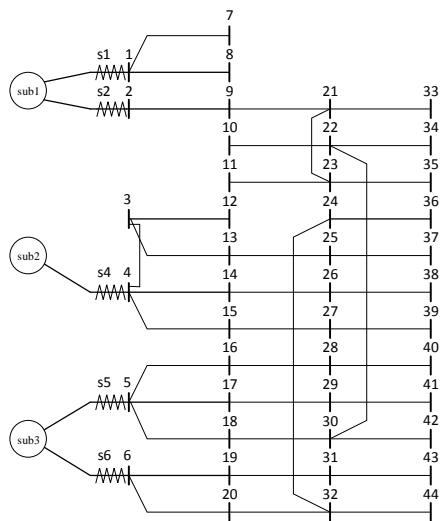 7
s1 1 8
sub1
s2 2 9 21 33
10 22 34
11 23 35
3 12 24 36
13 25 37
sub2
s4 4 14 26 38
15 27 39
16 28 40
s5 5 17 29 41
18 30 42
sub3
s6 6 19 31 43
20 32 44